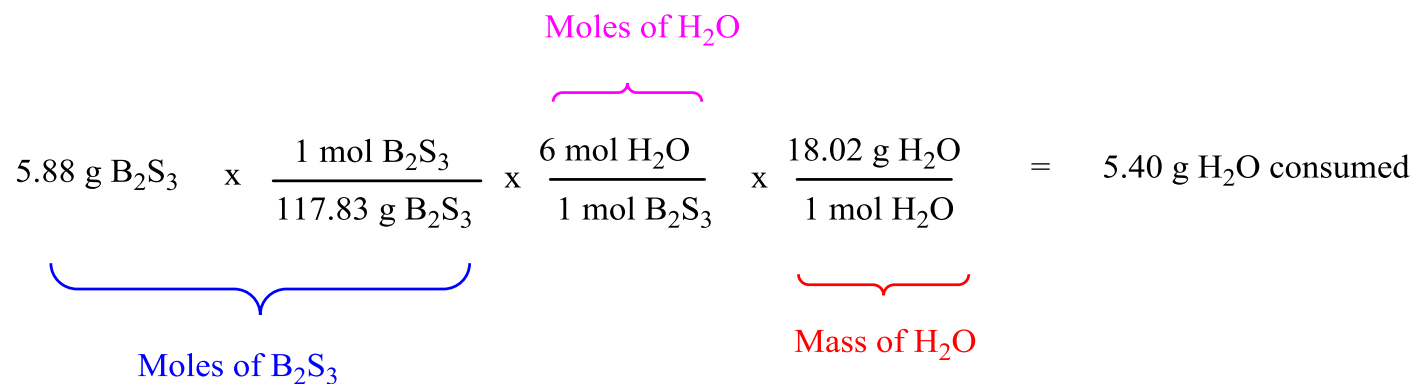 Moles of H₂O
5.88 g B₂S₃ x 1 mol B₂S₃ / 117.83 g B₂S₃ x 6 mol H₂O / 1 mol B₂S₃ x 18.02 g H₂O / 1 mol H₂O = 5.40 g H₂O consumed
Mass of H₂O
Moles of B₂S₃